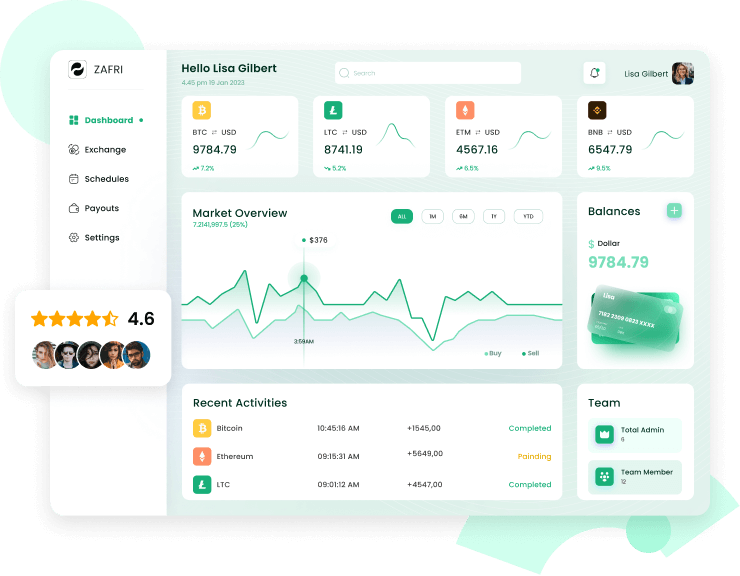 ZAFRI
Dashboard
Exchange
Schedules
Payouts
Settings
4.6
Hello Lisa Gilbert
4.45 pm 19 Jan 2023
Search
Lisa Gilbert
BTC ⇄ USD
9784.79
7.2%
LTC ⇄ USD
8741.19
5.2%
ETM ⇄ USD
4567.16
6.5%
BNB ⇄ USD
6547.79
9.5%
Market Overview
7.2141,997.5 (25%)
ALL
1M
6M
1Y
YTD
$376
3:59AM
Buy
Sell
Balances
$ Dollar
9784.79
Lisa
7182 2309 0823 XXXX
Recent Activities
Bitcoin 10:45:16 AM +1545,00 Completed
Ethereum 09:15:31 AM +5649,00 Painding
LTC 09:01:12 AM +4547,00 Completed
Team
Total Admin
6
Team Member
12